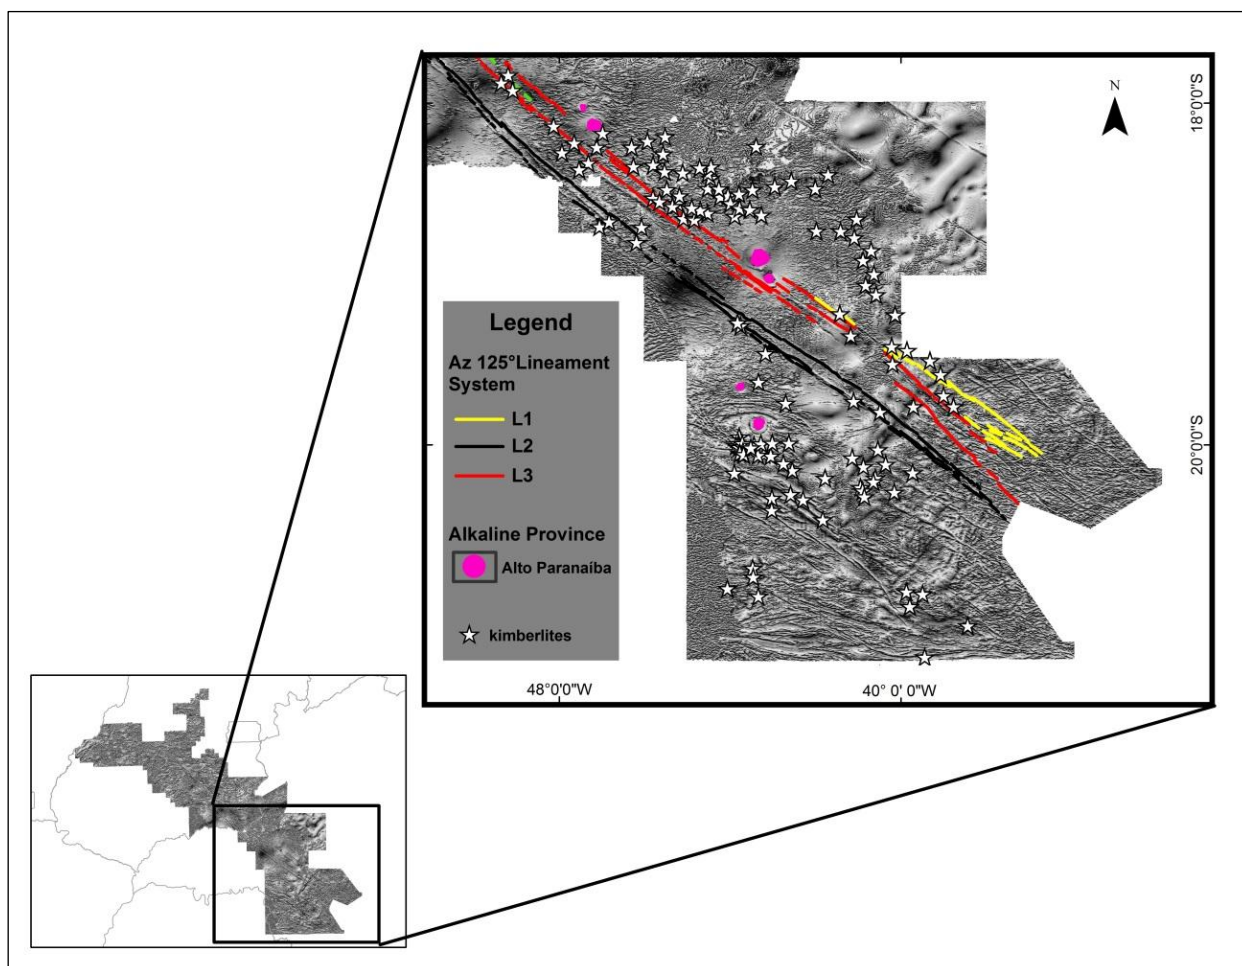 N
18°0'0"S
Legend
Az 125°Lineament
System
L1
L2
L3
20°0'0"S
Alkaline Province
Alto Paranaíba
kimberlites
48°0'0"W
40° 0'0"W